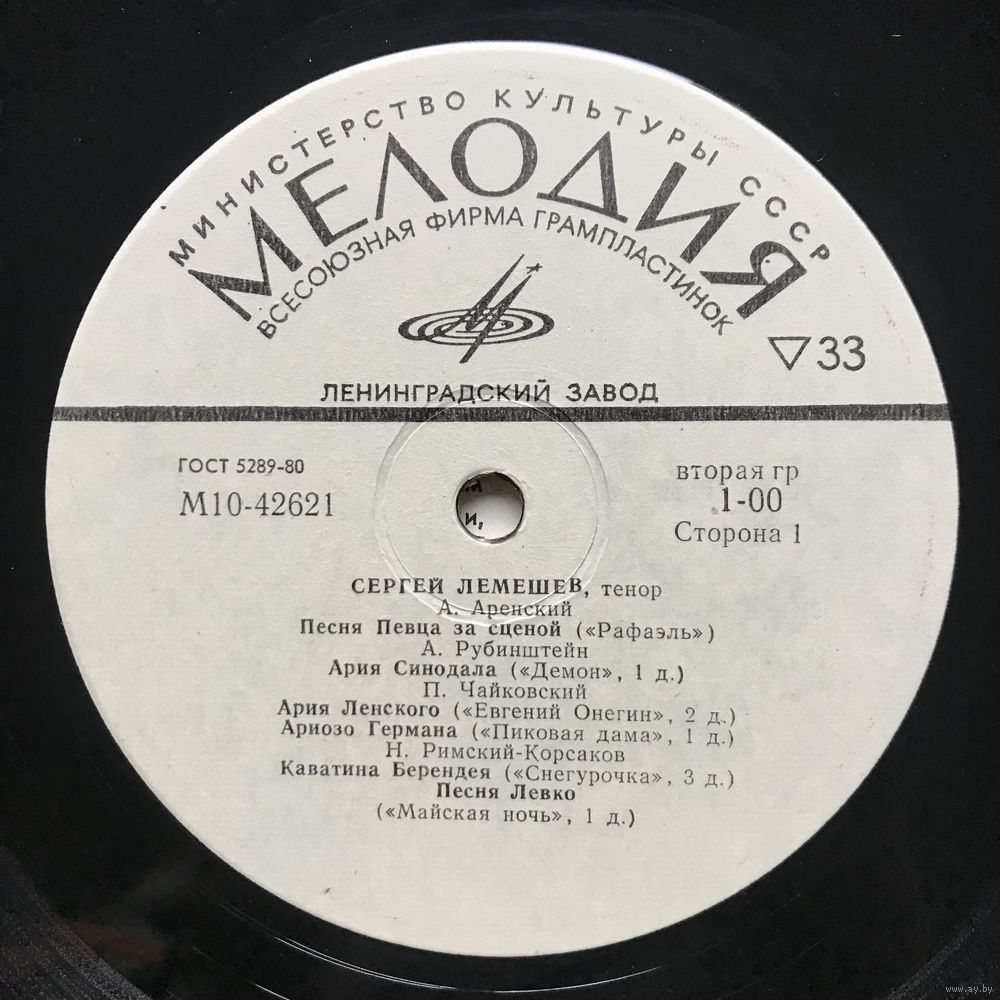 МИНИСТЕРСТВО КУЛЬТУРЫ СССР
МЕЛОДИЯ
ВСЕСОЮЗНАЯ ФИРМА ГРАМПЛАСТИНОК
▽33
ЛЕНИНГРАДСКИЙ ЗАВОД
ГОСТ 5289-80
М10-42621
вторая гр
1-00
Сторона 1
и,
СЕРГЕЙ ЛЕМЕШЕВ, тенор
А. Аренский
Песня Певца за сценой («Рафаэль»)
А. Рубинштейн
Ария Синодала («Демон», 1 д.)
П. Чайковский
Ария Ленского («Евгений Онегин», 2 д.)
Ариозо Германа («Пиковая дама», 1 д.)
Н. Римский-Корсаков
Каватина Берендея («Снегурочка», 3 д.)
Песня Левко
(«Майская ночь», 1 д.)
www.ay.by